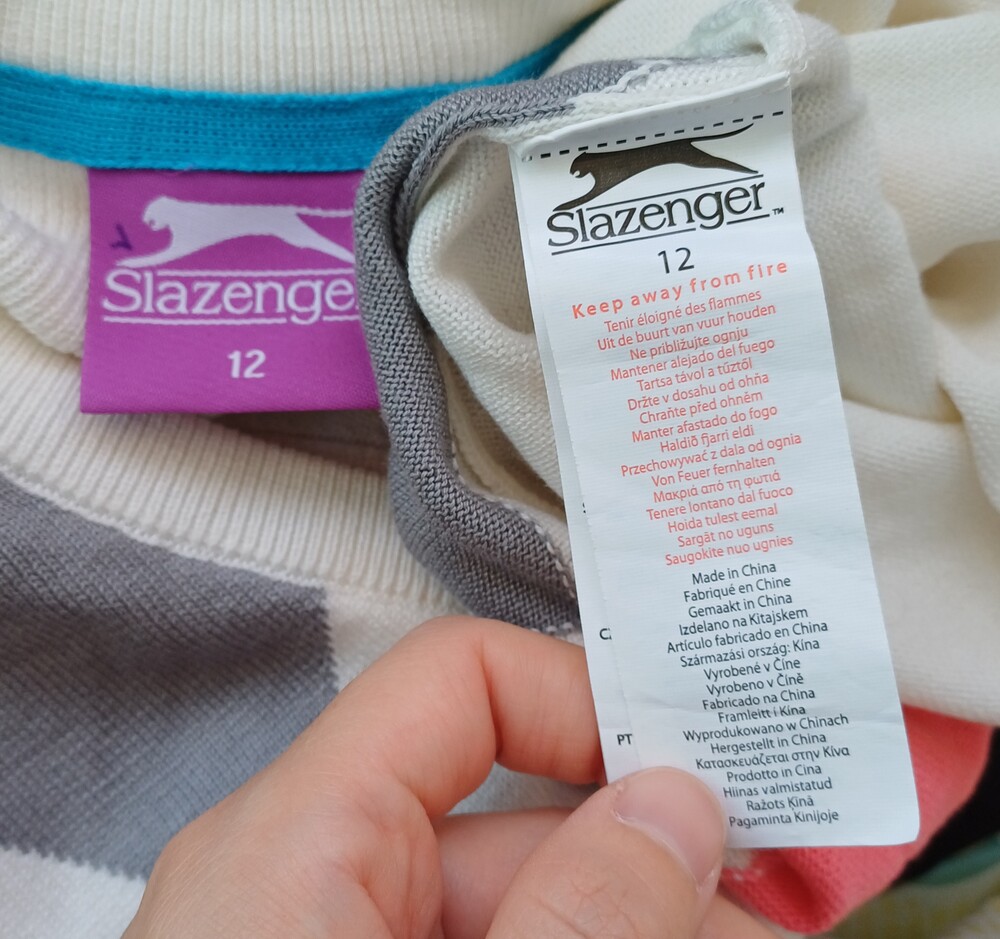 Slazenge
12
Slazenger™
12
Keep away from fire
Tenir éloigné des flammes
Uit de buurt van vuur houden
Ne približujte ognju
Mantener alejado del fuego
Tartsa távol a tűztől
Držte v dosahu od ohňa
Chraňte před ohněm
Manter afastado do fogo
Haldið fjarri eldi
Przechowywać z dala od ognia
Von Feuer fernhalten
Μακριά από τη φωτιά
Tenere lontano dal fuoco
Hoida tulest eemal
Sargāt no uguns
Saugokite nuo ugnies
Made in China
Fabriqué en Chine
Gemaakt in China
Izdelano na Kitajskem
Artículo fabricado en China
Származási ország: Kína
Vyrobené v Číne
Vyrobeno v Číně
Fabricado na China
Framleitt í Kína
Wyprodukowano w Chinach
Hergestellt in China
Κατασκευάζεται στην Κίνα
Prodotto in Cina
Hiinas valmistatud
Ražots Ķīnā
Pagaminta Kinijoje
PT